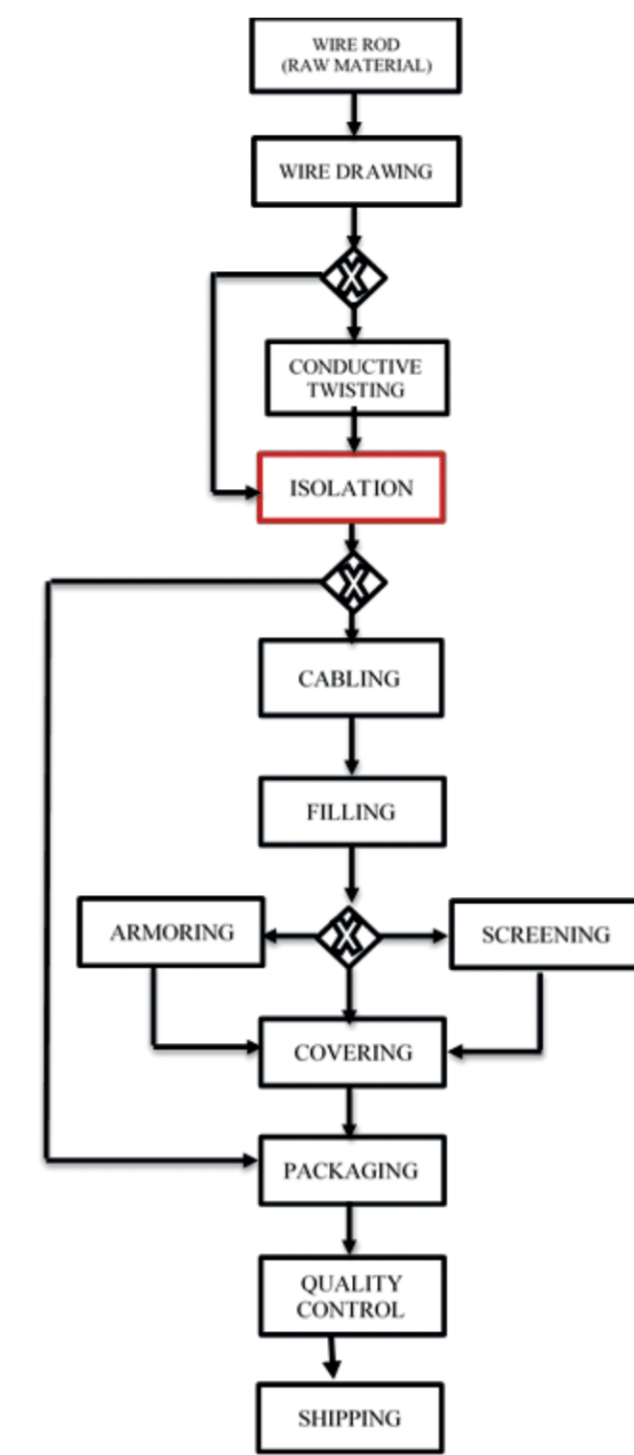 WIRE ROD
(RAW MATERIAL)
WIRE DRAWING
X
CONDUCTIVE
TWISTING
ISOLATION
X
CABLING
FILLING
ARMORING
X
SCREENING
COVERING
PACKAGING
QUALITY
CONTROL
SHIPPING